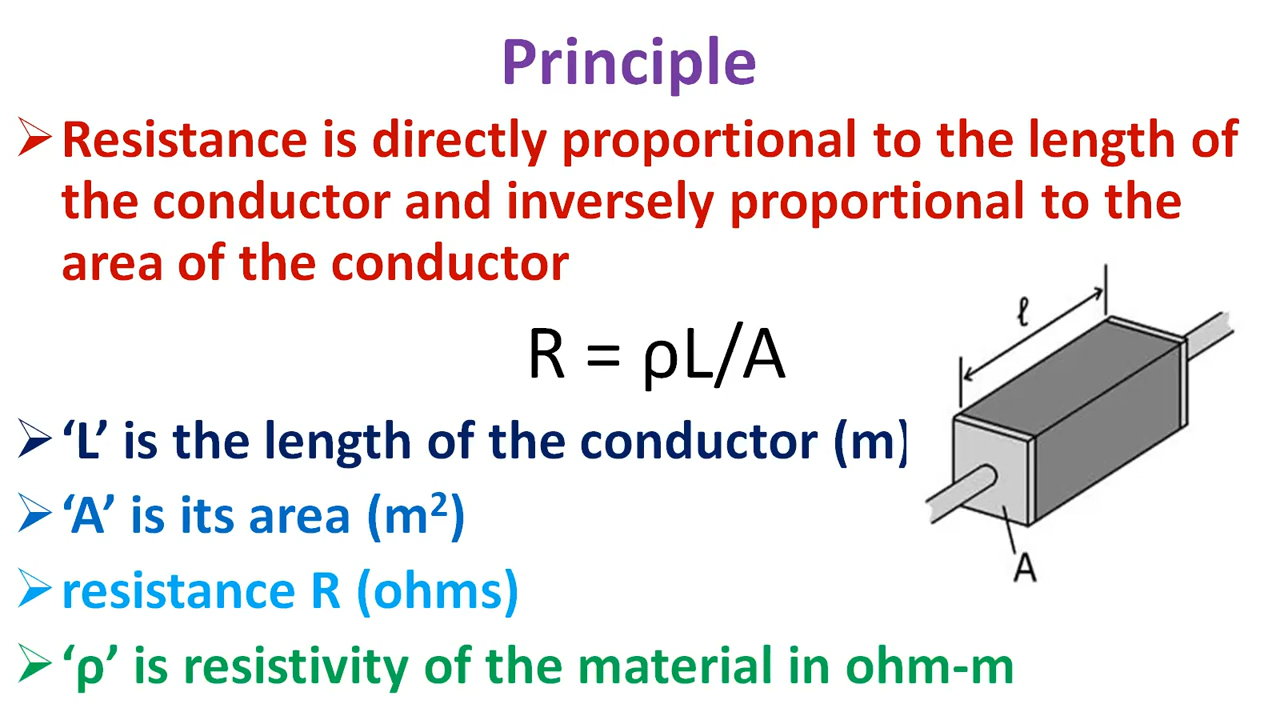 Principle
➢Resistance is directly proportional to the length of
the conductor and inversely proportional to the
area of the conductor
ℓ
R = ρL/A
➢‘L’ is the length of the conductor (m)
➢‘A’ is its area (m²)
A
➢resistance R (ohms)
➢‘ρ’ is resistivity of the material in ohm-m